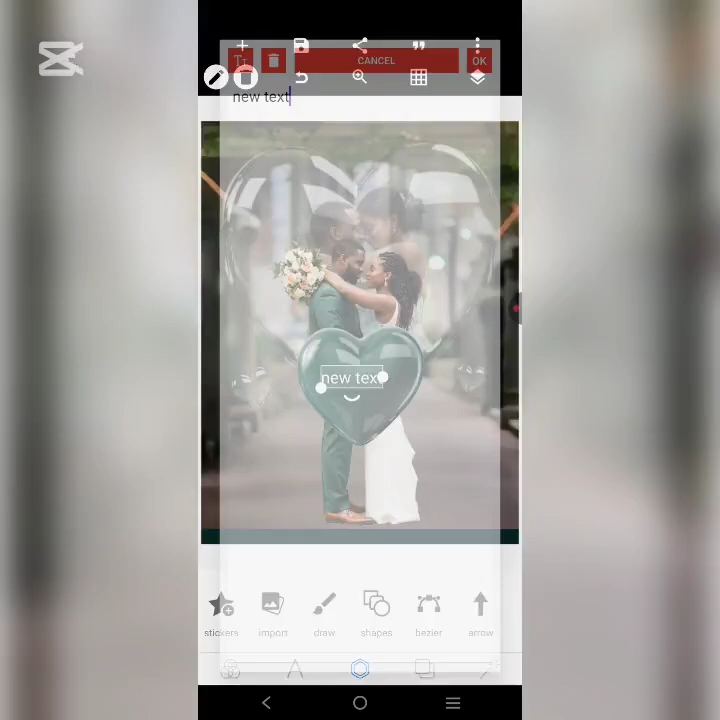 CANCEL
OK
new text
new text
stickers
import
draw
shapes
bezier
arrow